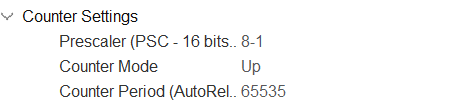 Counter Settings
Prescaler (PSC - 16 bits.. 8-1
Counter Mode Up
Counter Period (AutoRel.. 65535